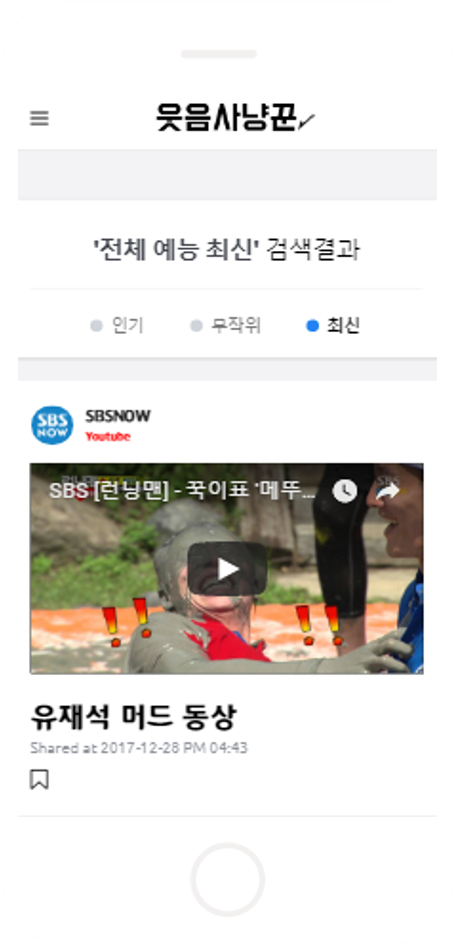 웃음사냥꾼
'전체 예능 최신' 검색결과
인기
무작위
최신
SBS NOW
SBSNOW
Youtube
SBS [런닝맨] - 꾹이표 '메뚜...
!! !!
유재석 머드 동상
Shared at 2017-12-28 PM 04:43